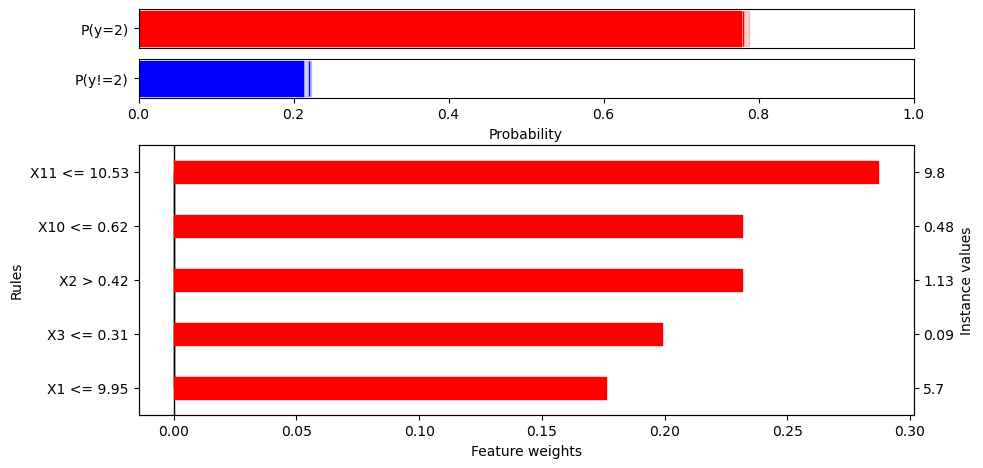 P(y=2)
P(y!=2)
0.0 0.2 0.4 0.6 0.8 1.0
Probability
X11 <= 10.53 9.8
X10 <= 0.62 0.48
X2 > 0.42 1.13
X3 <= 0.31 0.09
X1 <= 9.95 5.7
Rules
Instance values
0.00 0.05 0.10 0.15 0.20 0.25 0.30
Feature weights